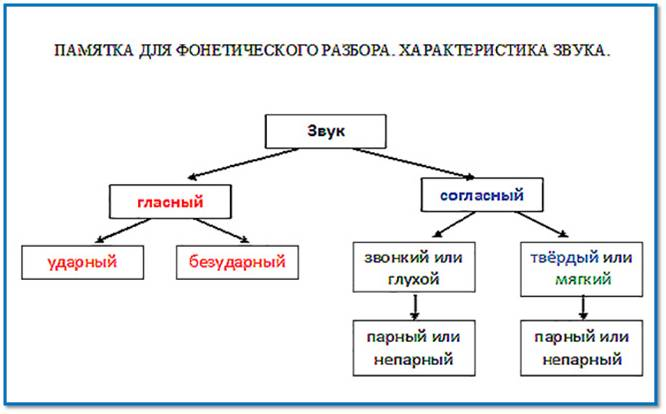 ПАМЯТКА ДЛЯ ФОНЕТИЧЕСКОГО РАЗБОРА. ХАРАКТЕРИСТИКА ЗВУКА.
Звук
гласный
согласный
ударный
безударный
звонкий или
глухой
твёрдый или
мягкий
парный или
непарный
парный или
непарный